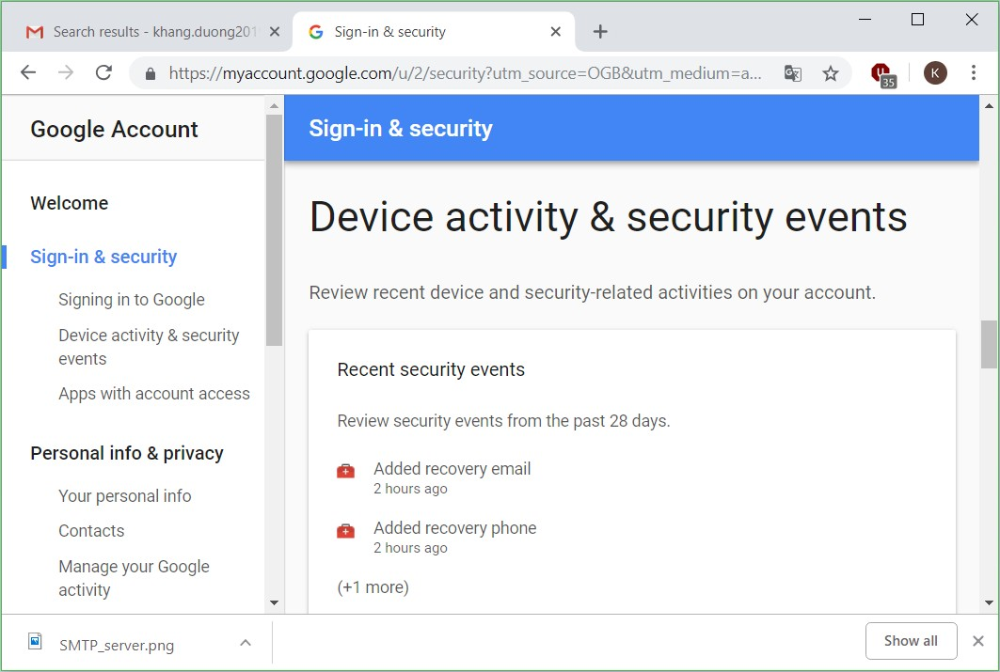 Search results - khang.duong201
Sign-in & security
https://myaccount.google.com/u/2/security?utm_source=OGB&utm_medium=a...
35
K
Google Account
Welcome
Sign-in & security
Signing in to Google
Device activity & security
events
Apps with account access
Personal info & privacy
Your personal info
Contacts
Manage your Google
activity
Sign-in & security
Device activity & security events
Review recent device and security-related activities on your account.
Recent security events
Review security events from the past 28 days.
Added recovery email
2 hours ago
Added recovery phone
2 hours ago
(+1 more)
SMTP_server.png
Show all